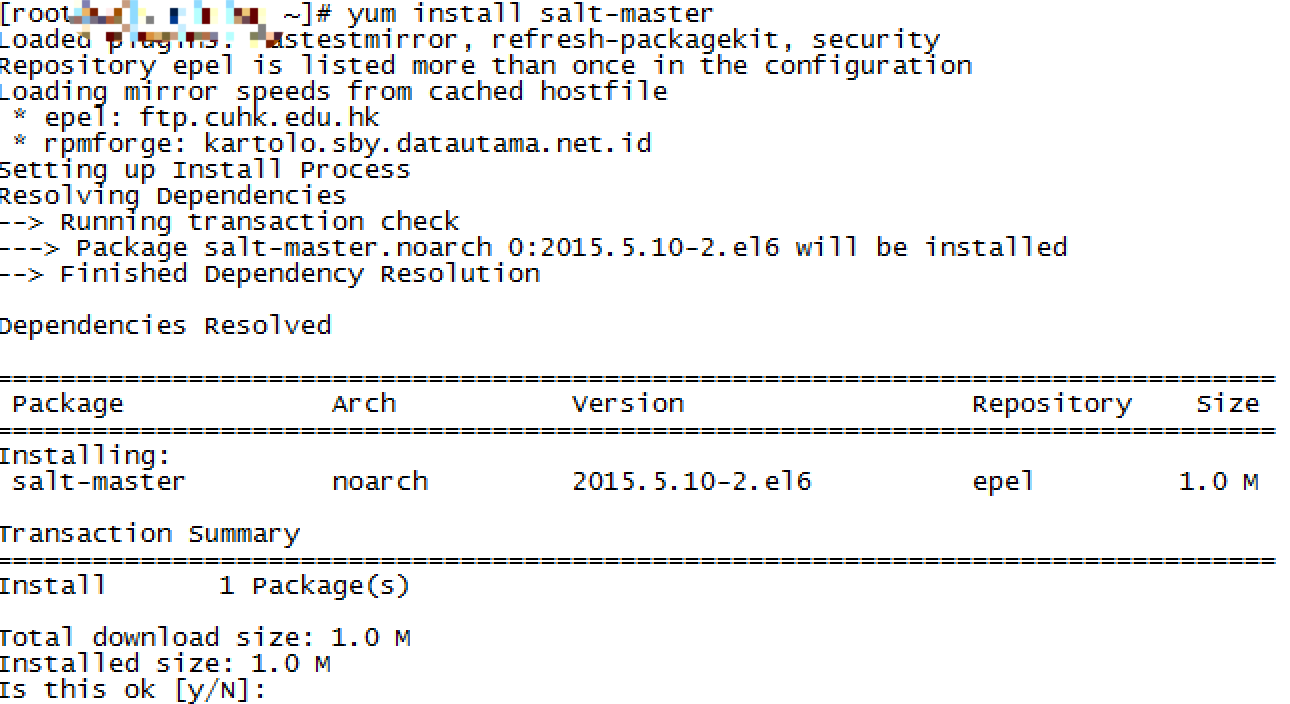 [root ~]# yum install salt-master
Loaded plugins: fastestmirror, refresh-packagekit, security
Repository epel is listed more than once in the configuration
Loading mirror speeds from cached hostfile
 * epel: ftp.cuhk.edu.hk
 * rpmforge: kartolo.sby.datautama.net.id
Setting up Install Process
Resolving Dependencies
--> Running transaction check
---> Package salt-master.noarch 0:2015.5.10-2.el6 will be installed
--> Finished Dependency Resolution
Dependencies Resolved
================================================================================
Package Arch Version Repository Size
================================================================================
Installing:
salt-master noarch 2015.5.10-2.el6 epel 1.0 M
Transaction Summary
================================================================================
Install 1 Package(s)
Total download size: 1.0 M
Installed size: 1.0 M
Is this ok [y/N]: